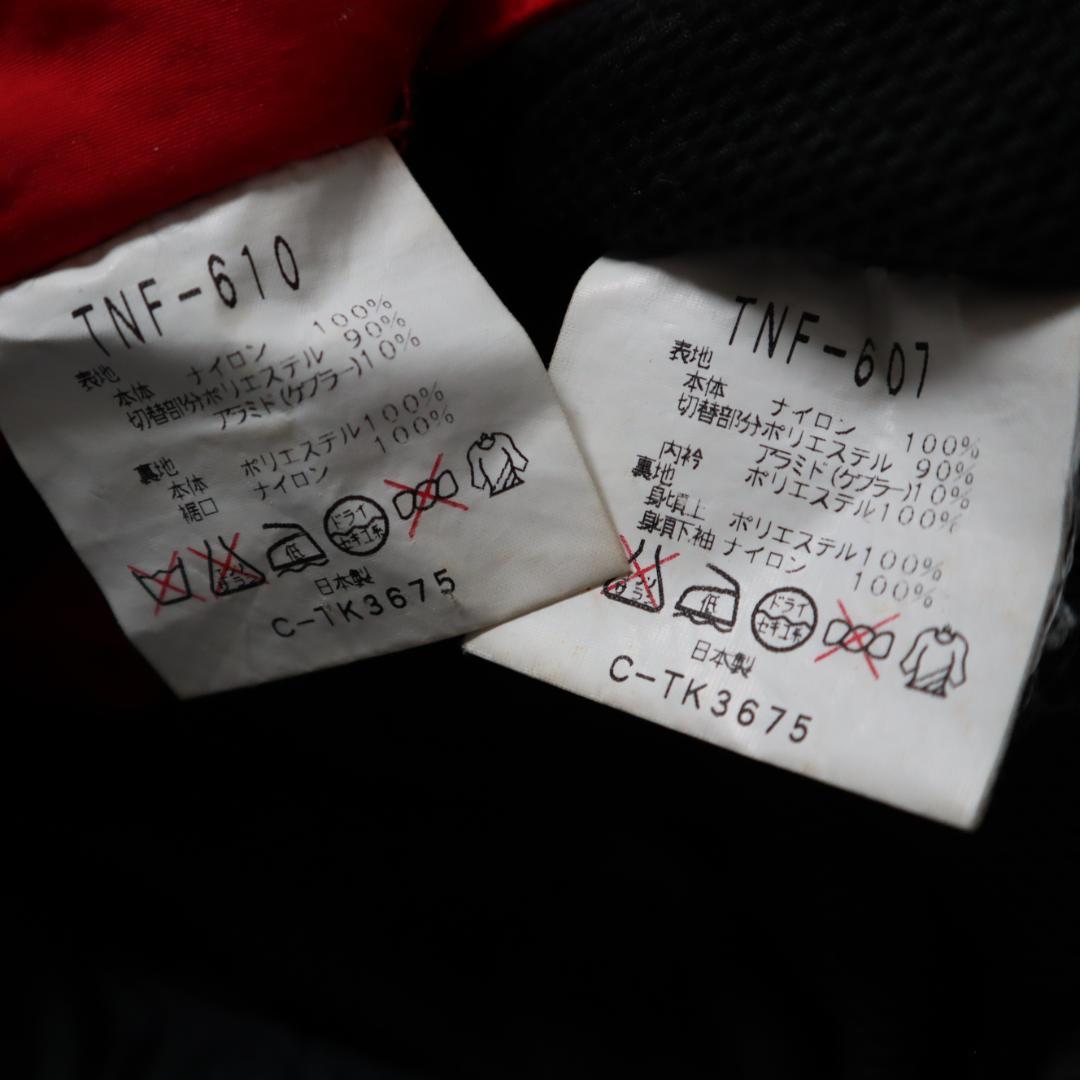 TNF-610
表地
本体 ナイロン 100%
切替部分ポリエステル 90%
アラミド(ケブラー)10%
裏地
本体 ポリエステル100%
裾口 ナイロン 100%
ドライ
セキユ系
低
日本製
C-TK3675
TNF-607
表地
本体 ナイロン 100%
切替部分ポリエステル 90%
アラミド(ケブラー)10%
内衿 ポリエステル100%
裏地
身頃上 ポリエステル100%
身頃下袖 ナイロン 100%
低
ドライ
セキユ系
日本製
C-TK3675